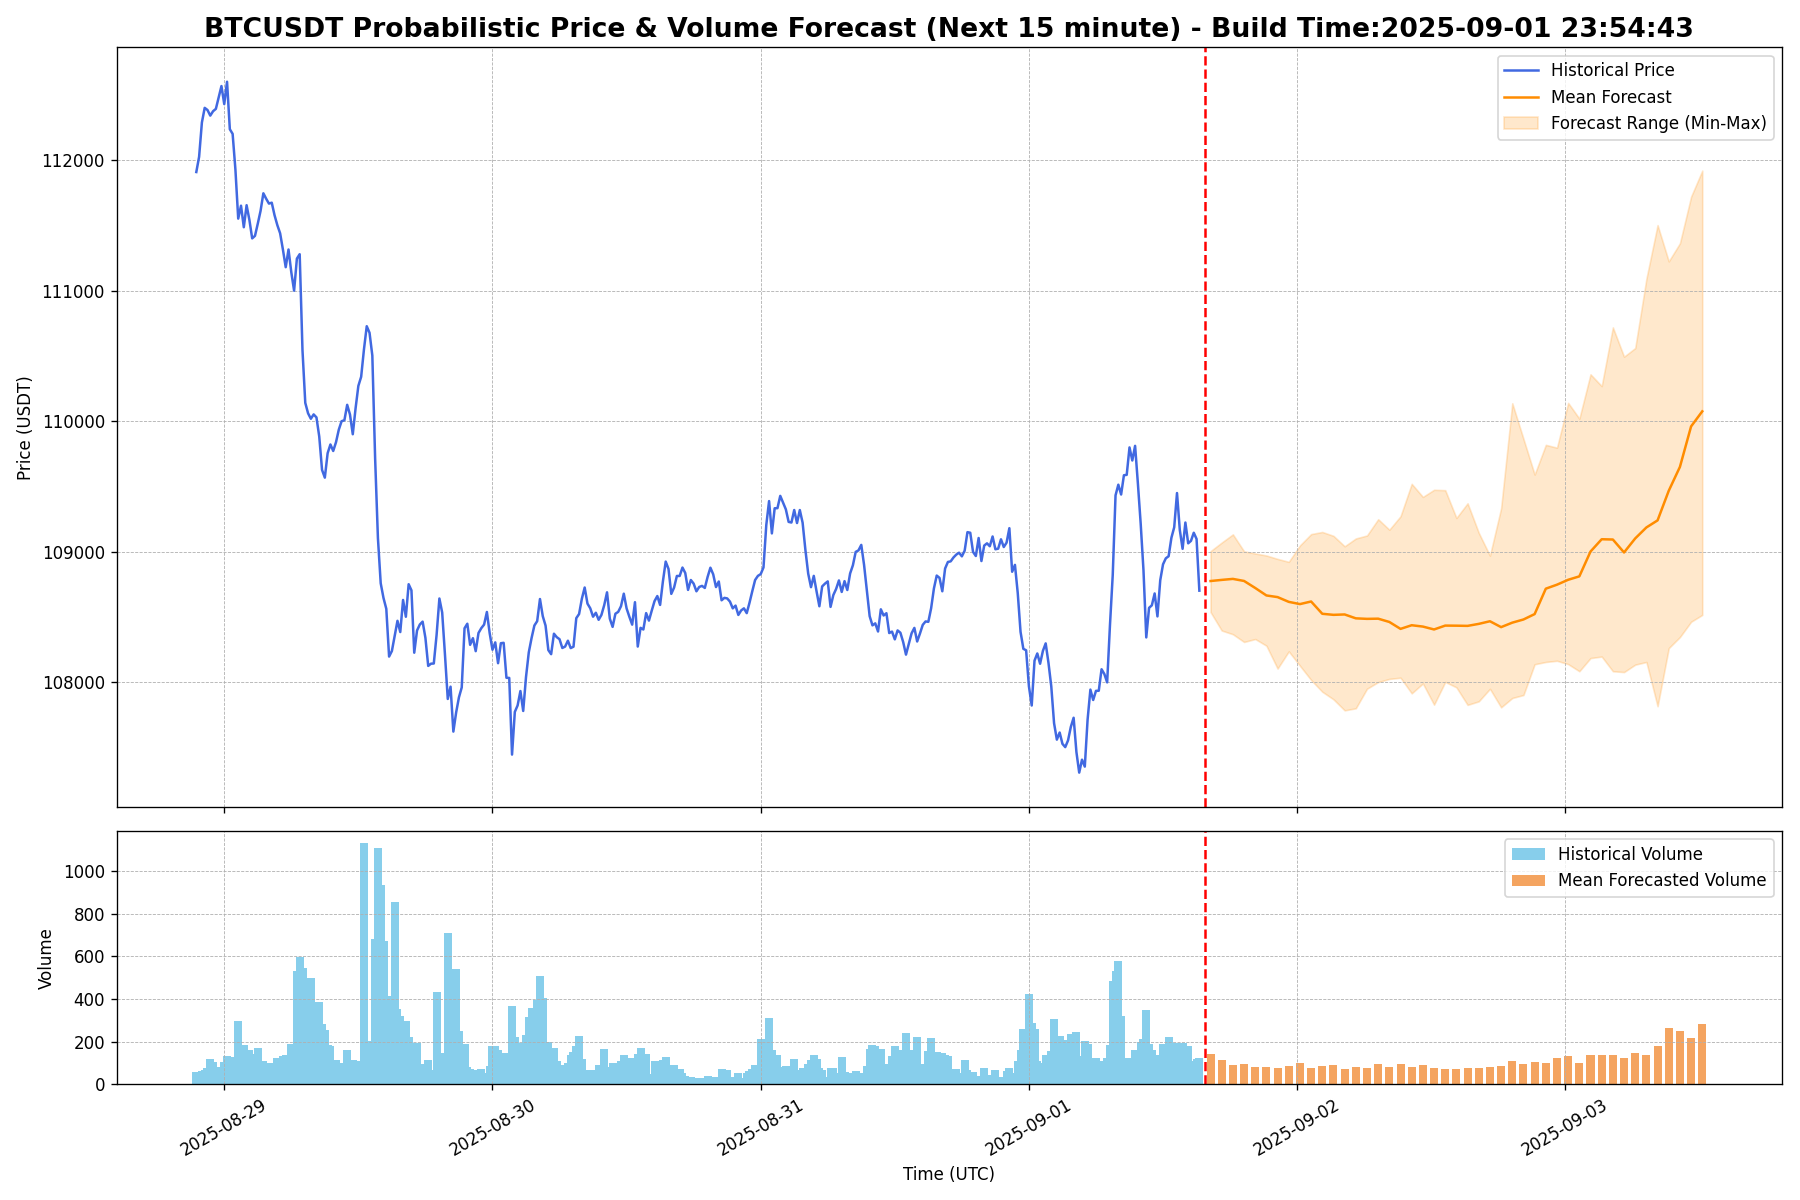 BTCUSDT Probabilistic Price & Volume Forecast (Next 15 minute) - Build Time:2025-09-01 23:54:43
Historical Price
Mean Forecast
Forecast Range (Min-Max)
112000
111000
110000
109000
108000
Price (USDT)
Historical Volume
Mean Forecasted Volume
1000
800
600
400
200
0
Volume
2025-08-29
2025-08-30
2025-08-31
2025-09-01
2025-09-02
2025-09-03
Time (UTC)